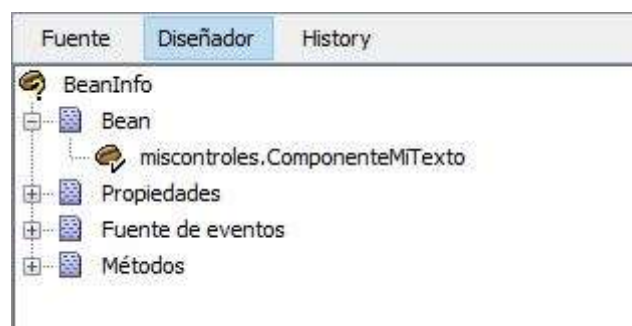 Fuente Diseñador History
BeanInfo
Bean
miscontroles.ComponenteMiTexto
Propiedades
Fuente de eventos
Métodos